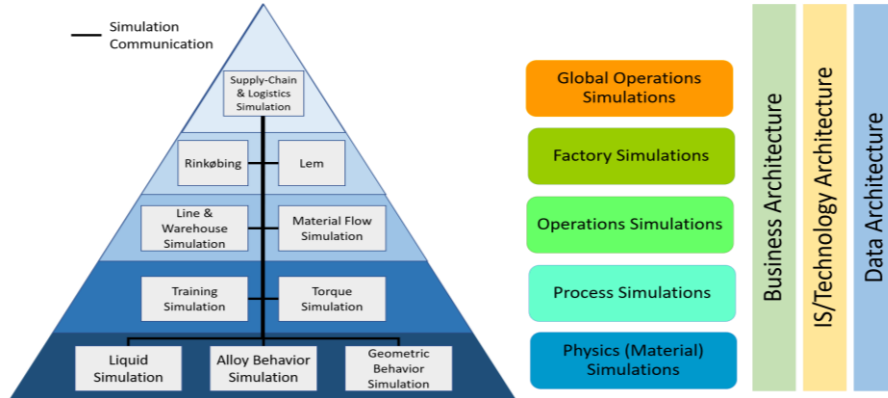 Simulation
Communication
Supply-Chain
& Logistics
Simulation
Rinkøbing
Lem
Line &
Warehouse
Simulation
Material Flow
Simulation
Training
Simulation
Torque
Simulation
Liquid
Simulation
Alloy Behavior
Simulation
Geometric
Behavior
Simulation
Global Operations
Simulations
Factory Simulations
Operations Simulations
Process Simulations
Physics (Material)
Simulations
Business Architecture
IS/Technology Architecture
Data Architecture